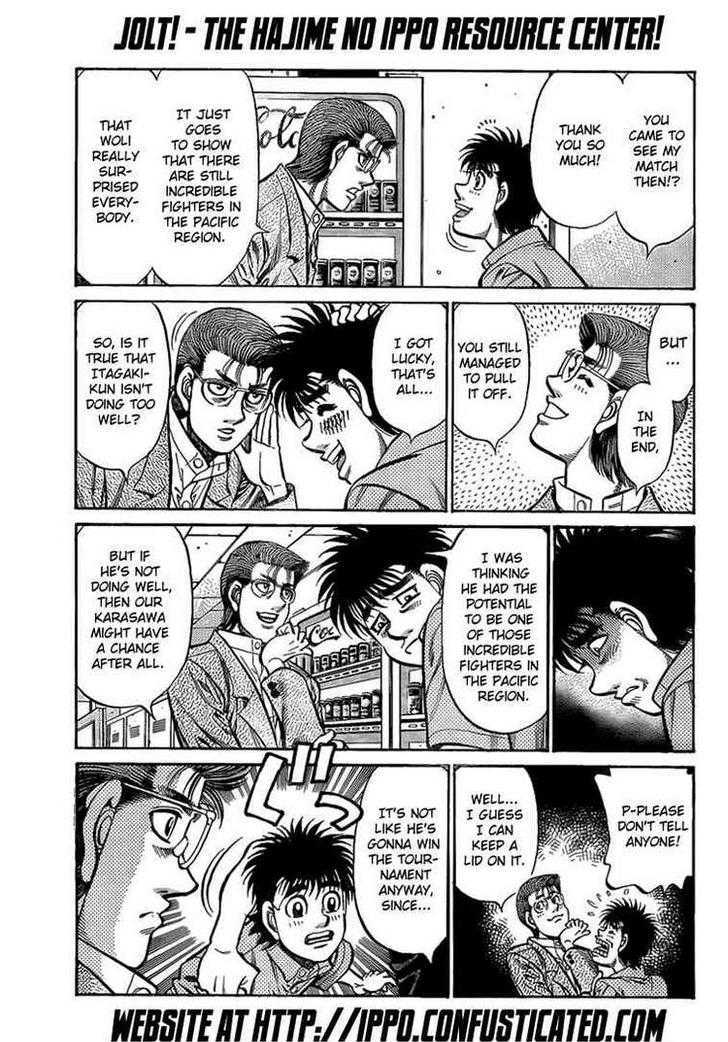 JOLT! - THE HAJIME NO IPPO RESOURCE CENTER!
YOU
CAME TO
SEE MY
MATCH
THEN!?
THANK
YOU SO
MUCH!
IT JUST
GOES
TO SHOW
THAT THERE
ARE STILL
INCREDIBLE
FIGHTERS
IN THE
PACIFIC
REGION.
THAT
WOLI
REALLY
SUR-
PRISED
EVERY-
BODY.
Cola
BUT
...
IN
THE
END,
YOU STILL
MANAGED
TO PULL
IT OFF.
I GOT
LUCKY,
THAT'S
ALL...
SO, IS IT
TRUE THAT
ITAGAKI-
KUN ISN'T
DOING TOO
WELL?
I WAS
THINKING
HE HAD THE
POTENTIAL
TO BE
ONE OF
THOSE
INCREDIBLE
FIGHTERS IN
THE PACIFIC
REGION.
BUT IF
HE'S NOT
DOING WELL,
THEN OUR
KARASAWA
MIGHT HAVE
A CHANCE
AFTER ALL.
P-PLEASE
DON'T TELL
ANYONE!
WELL...
I GUESS
I CAN
KEEP A
LID ON IT.
IT'S NOT
LIKE HE'S
GONNA WIN
THE TOUR-
NAMENT
ANYWAY,
SINCE...
WEBSITE AT HTTP://IPPO.CONFUSTICATED.COM